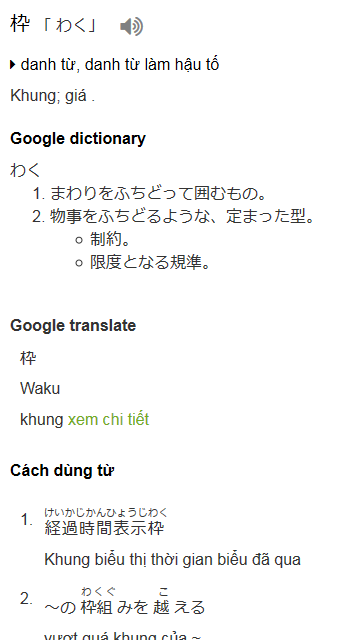 枠 「わく」
danh từ, danh từ làm hậu tố
Khung; giá .
Google dictionary
わく
1. まわりをふちどって囲むもの。
2. 物事をふちどるような、定まった型。
制約。
限度となる規準。
Google translate
枠
Waku
khung xem chi tiết
Cách dùng từ
けいかじかんひょうじわく
1. 経過時間表示枠
Khung biểu thị thời gian biểu đã qua
わくぐ こ
2. ～の 枠組 みを 越 える
vượt quá khung của ~